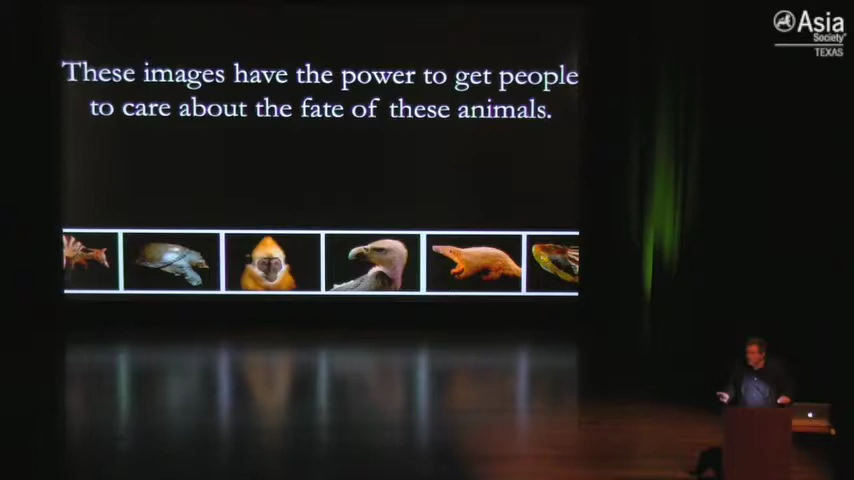 These images have the power to get people
to care about the fate of these animals.
Asia
Society
TEXAS